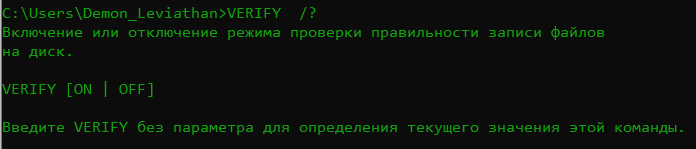 C:\Users\Demon_Leviathan>VERIFY  /?
Включение или отключение режима проверки правильности записи файлов
на диск.

VERIFY [ON | OFF]

Введите VERIFY без параметра для определения текущего значения этой команды.